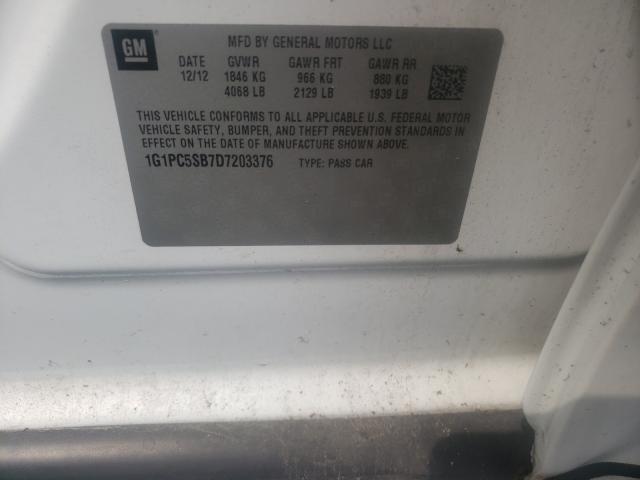 GM
MFD BY GENERAL MOTORS LLC
DATE GVWR GAWR FRT GAWR RR
12/12 1846 KG 966 KG 880 KG
4068 LB 2129 LB 1939 LB
THIS VEHICLE CONFORMS TO ALL APPLICABLE U.S. FEDERAL MOTOR
VEHICLE SAFETY, BUMPER, AND THEFT PREVENTION STANDARDS IN
EFFECT ON THE DATE OF MANUFACTURE SHOWN ABOVE.
1G1PC5SB7D7203376 TYPE: PASS CAR